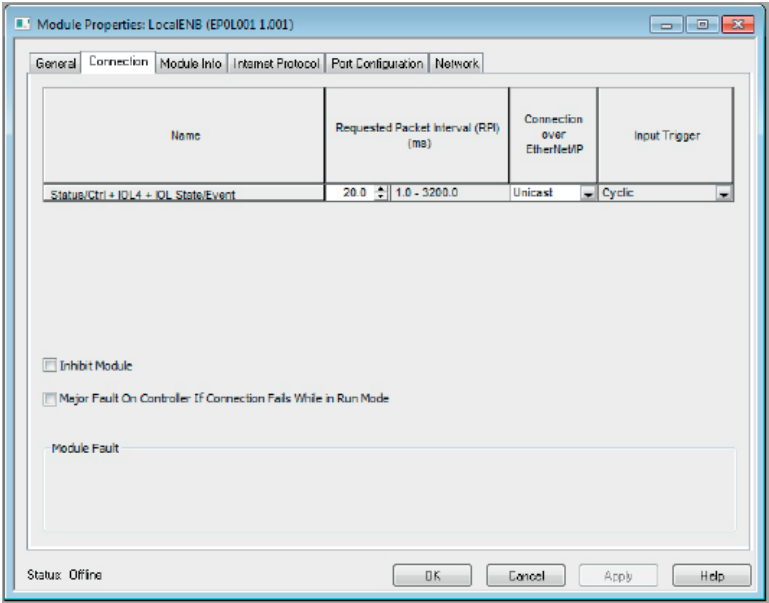 Module Properties: LocalENB (EP0L001 1.001)
General Connection Module Info Internet Protocol Port Configuration Network
Name Requested Packet Interval (RPI) (ms) Connection over EtherNet/IP Input Trigger
Status/Ctrl + IOL4 + IOL State/Event 20.0 1.0 - 3200.0 Unicast Cyclic
Inhibit Module
Major Fault On Controller If Connection Fails While in Run Mode
Module Fault
Status: Offline OK Cancel Apply Help